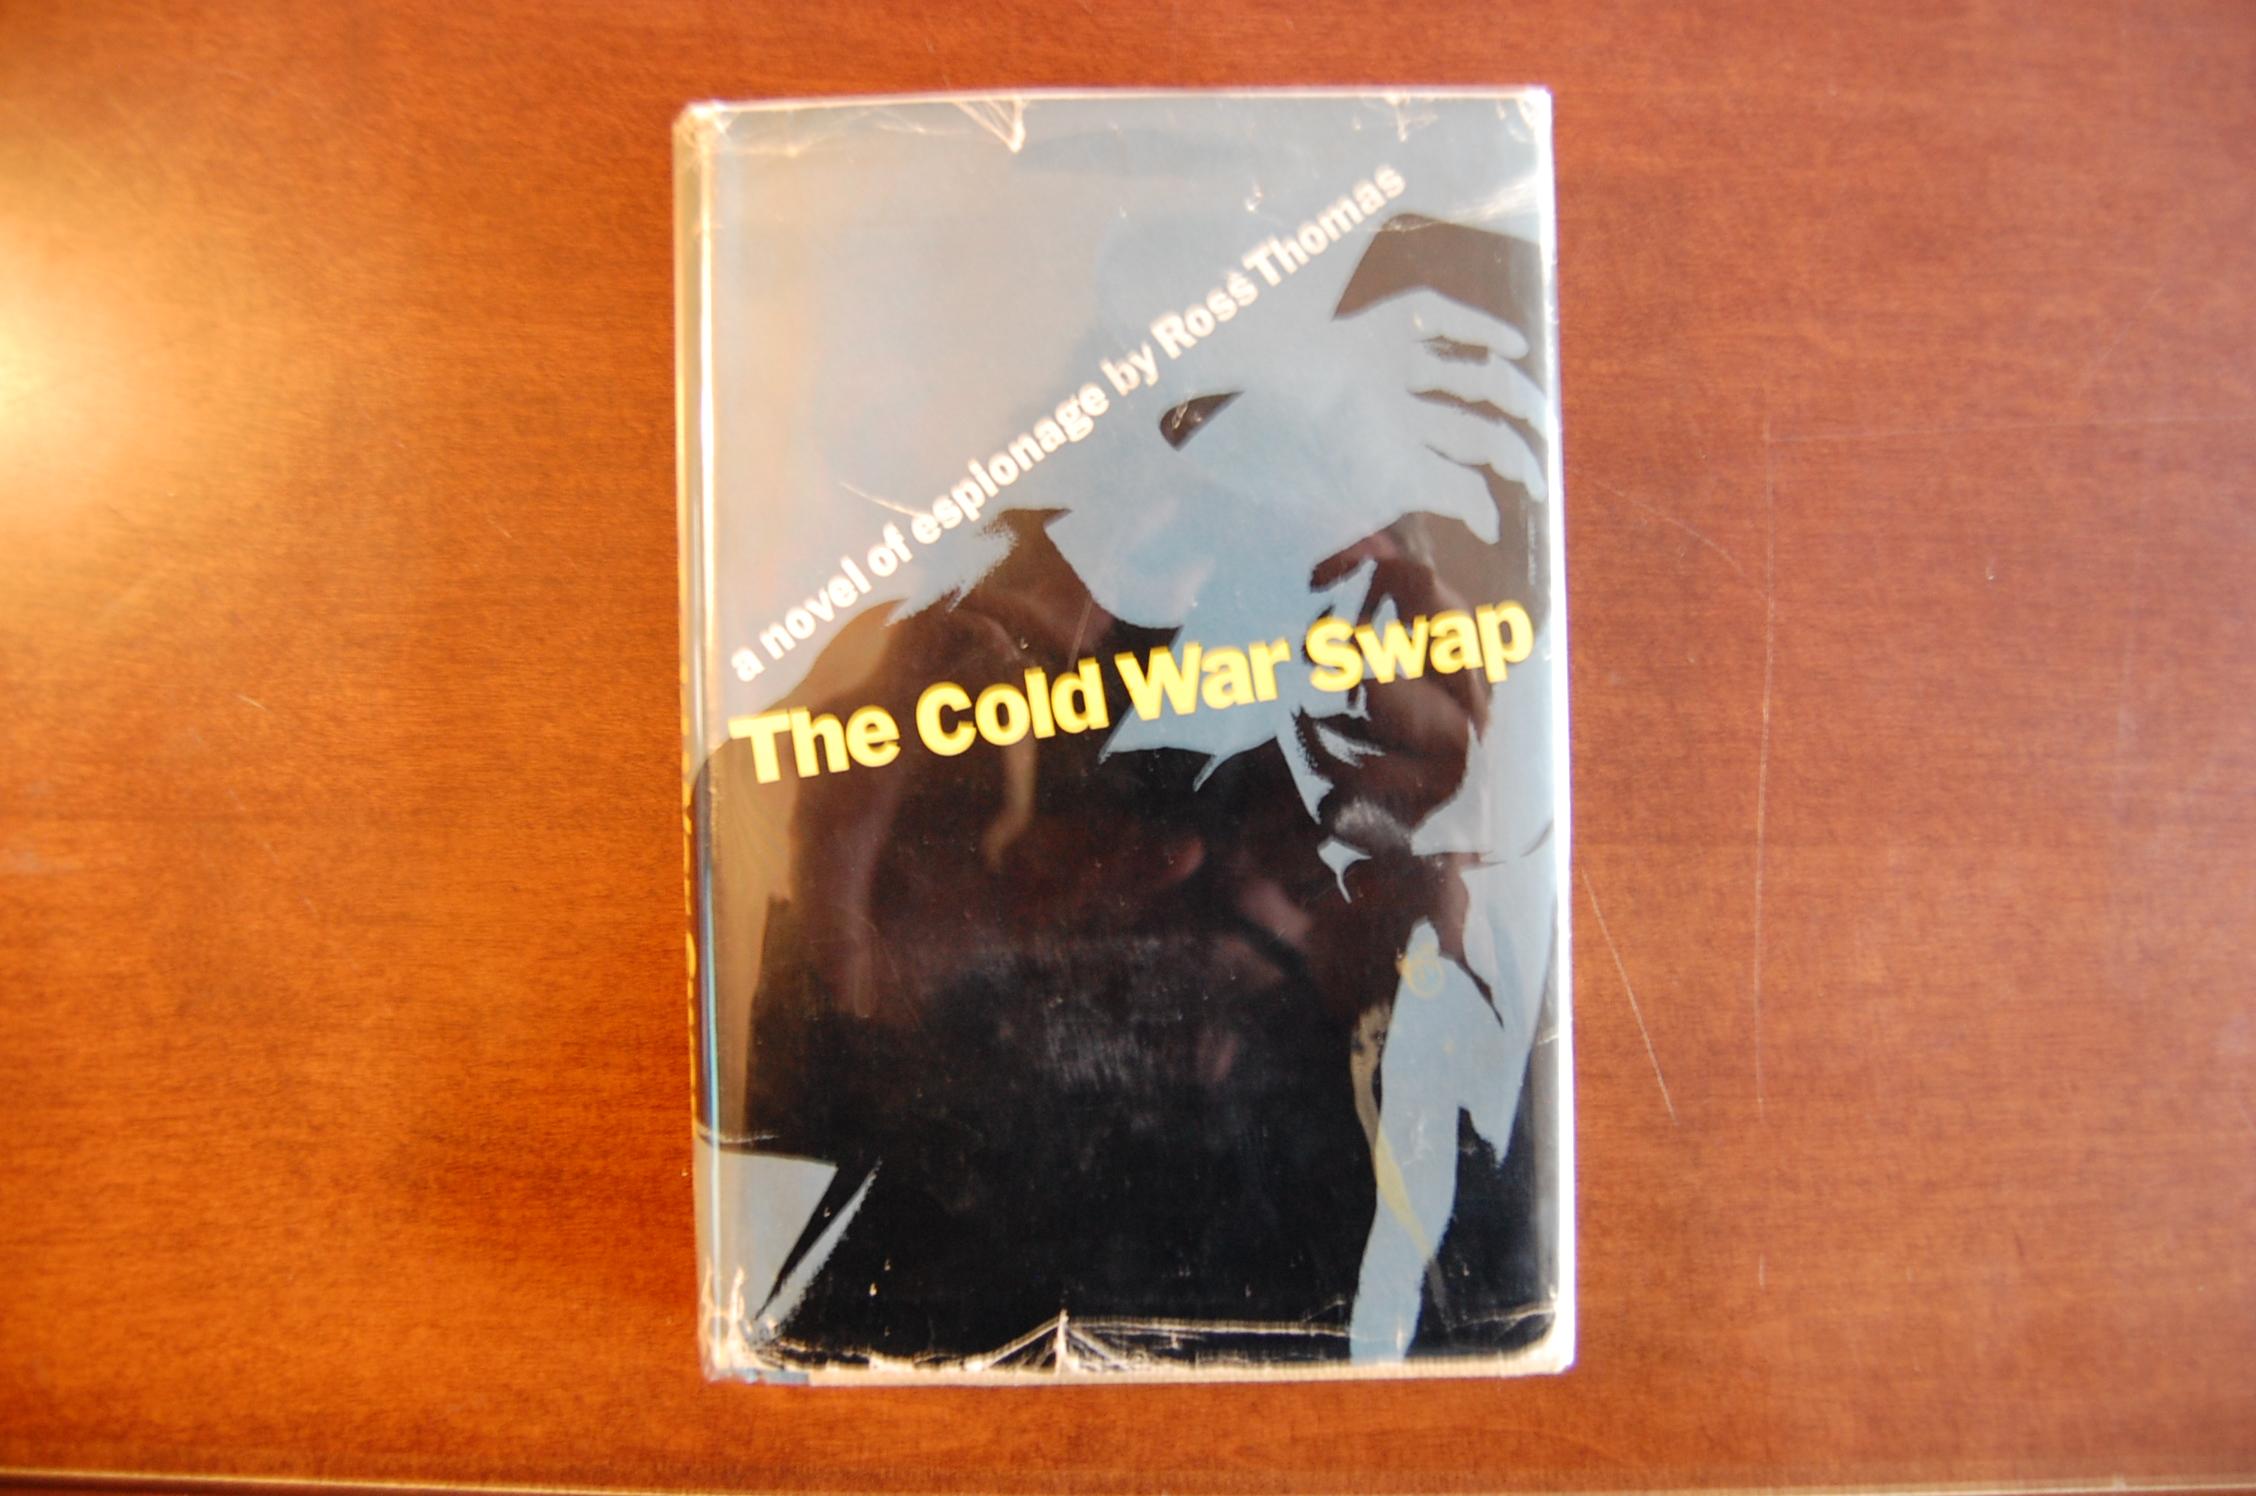 a novel of espionage by Ross Thomas
The Cold War Swap